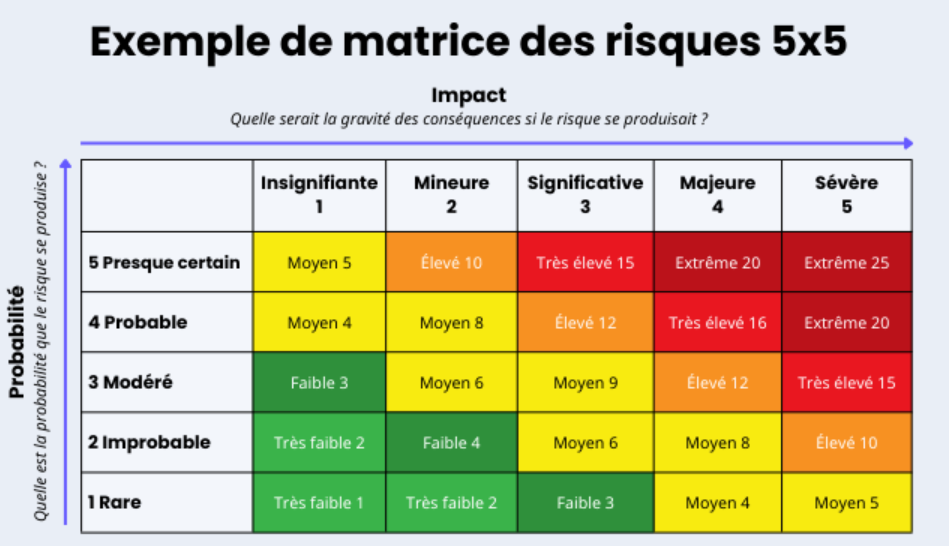 Exemple de matrice des risques 5x5
Impact
Quelle serait la gravité des conséquences si le risque se produisait ?
Probabilité
Quelle est la probabilité que le risque se produise ?
Insignifiante Mineure Significative Majeure Sévère
1 2 3 4 5
5 Presque certain Moyen 5 Élevé 10 Très élevé 15 Extrême 20 Extrême 25
4 Probable Moyen 4 Moyen 8 Élevé 12 Très élevé 16 Extrême 20
3 Modéré Faible 3 Moyen 6 Moyen 9 Élevé 12 Très élevé 15
2 Improbable Très faible 2 Faible 4 Moyen 6 Moyen 8 Élevé 10
1 Rare Très faible 1 Très faible 2 Faible 3 Moyen 4 Moyen 5